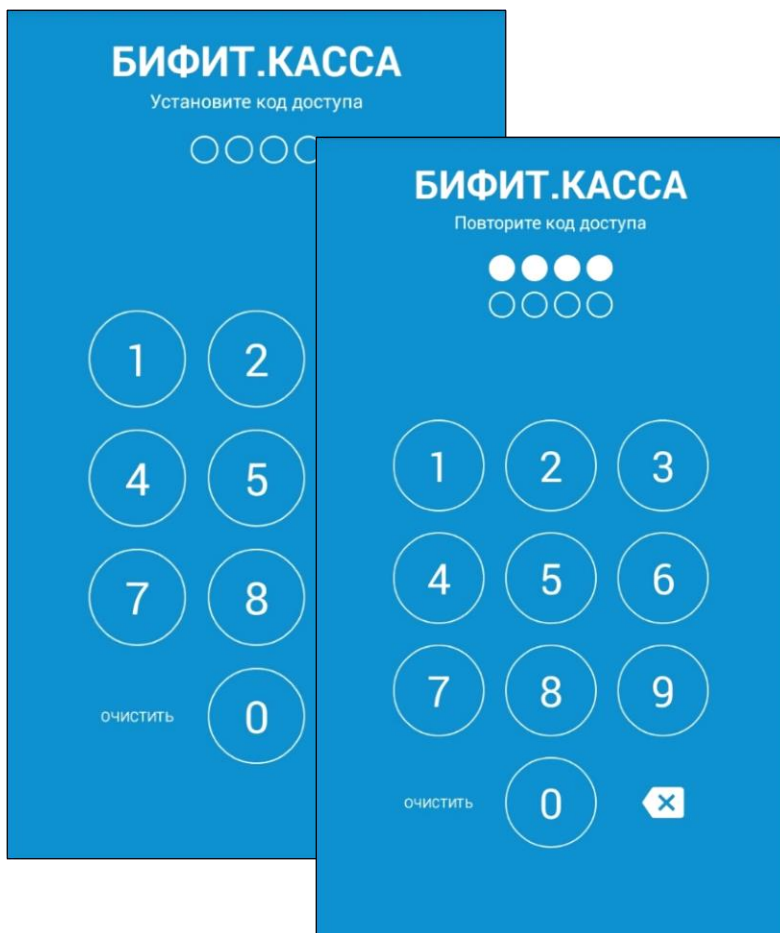 БИФИТ.КАССА
Установите код доступа
1 2
4 5
7 8
ОЧИСТИТЬ 0
БИФИТ.КАССА
Повторите код доступа
1 2 3
4 5 6
7 8 9
ОЧИСТИТЬ 0